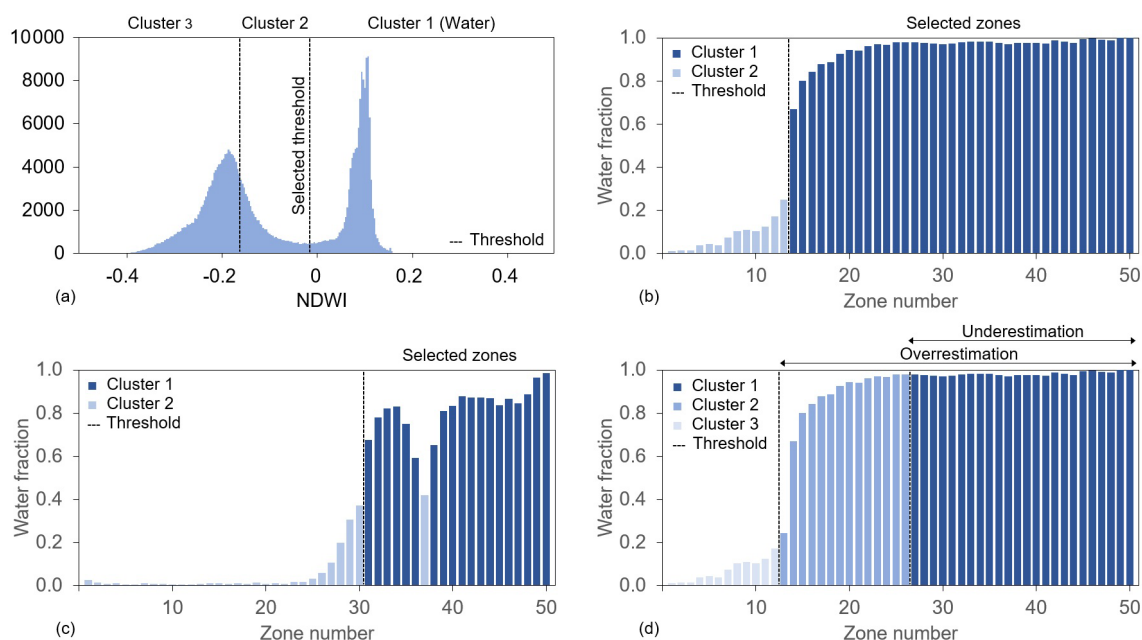 Cluster 3 Cluster 2 Cluster 1 (Water)
10000
8000
6000
4000
2000
0
Selected threshold
--- Threshold
-0.4 -0.2 0 0.2 0.4
(a) NDWI
Selected zones
1.0
0.8
0.6
0.4
0.2
0.0
Water fraction
Cluster 1
Cluster 2
--- Threshold
10 20 30 40 50
(b) Zone number
Selected zones
1.0
0.8
0.6
0.4
0.2
0.0
Water fraction
Cluster 1
Cluster 2
--- Threshold
10 20 30 40 50
(c) Zone number
Underestimation
Overrestimation
1.0
0.8
0.6
0.4
0.2
0.0
Water fraction
Cluster 1
Cluster 2
Cluster 3
--- Threshold
10 20 30 40 50
(d) Zone number